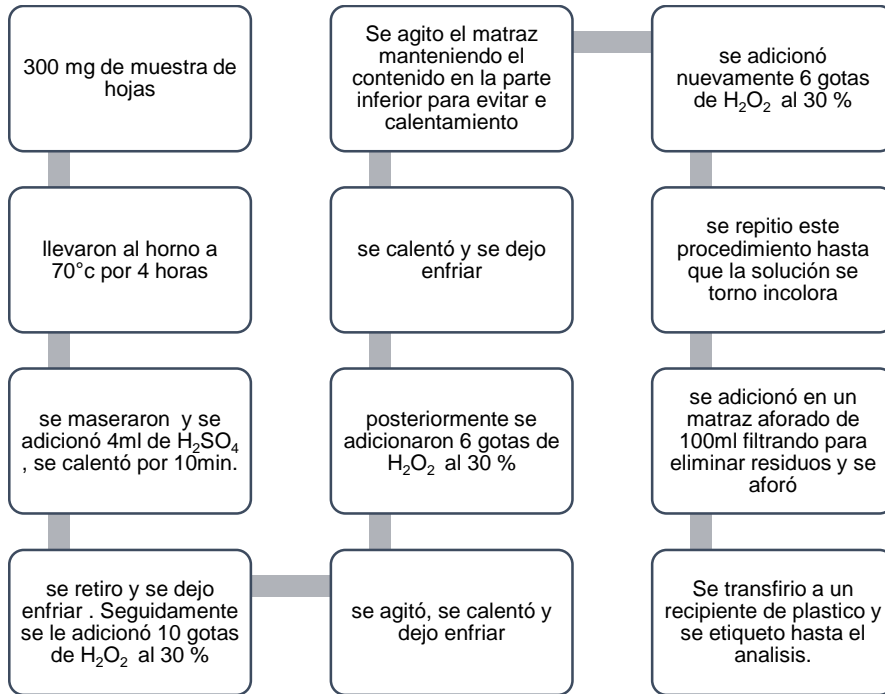 300 mg de muestra de
hojas
llevaron al horno a
70°c por 4 horas
se maseraron y se
adicionó 4ml de H₂SO₄
, se calentó por 10min.
se retiro y se dejo
enfriar . Seguidamente
se le adicionó 10 gotas
de H₂O₂ al 30 %
se agitó, se calentó y
dejo enfriar
posteriormente se
adicionaron 6 gotas de
H₂O₂ al 30 %
se calentó y se dejo
enfriar
Se agito el matraz
manteniendo el
contenido en la parte
inferior para evitar e
calentamiento
se adicionó
nuevamente 6 gotas
de H₂O₂ al 30 %
se repitio este
procedimiento hasta
que la solución se
torno incolora
se adicionó en un
matraz aforado de
100ml filtrando para
eliminar residuos y se
aforó
Se transfirio a un
recipiente de plastico y
se etiqueto hasta el
analisis.